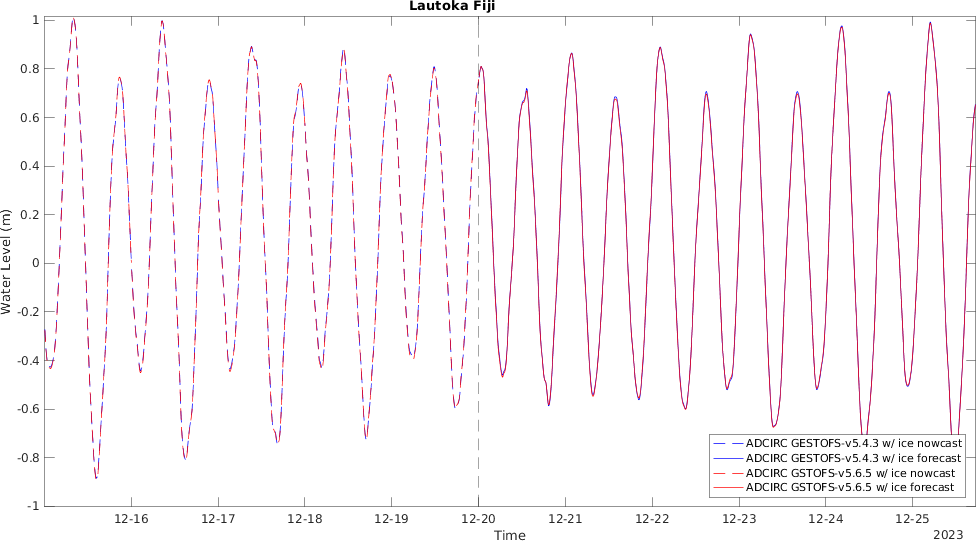 Lautoka Fiji
1
0.8
0.6
0.4
0.2
0
-0.2
-0.4
-0.6
-0.8
-1
Water Level (m)
ADCIRC GESTOFS-v5.4.3 w/ ice nowcast
ADCIRC GESTOFS-v5.4.3 w/ ice forecast
ADCIRC GSTOFS-v5.6.5 w/ ice nowcast
ADCIRC GSTOFS-v5.6.5 w/ ice forecast
12-16 12-17 12-18 12-19 12-20 12-21 12-22 12-23 12-24 12-25
Time
2023